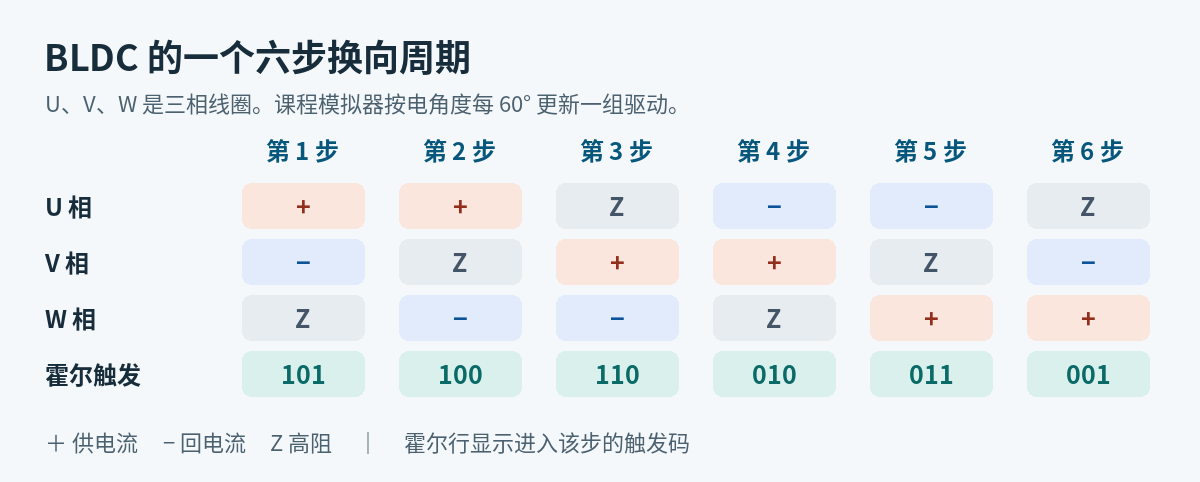 BLDC 的一个六步换向周期
U、V、W 是三相线圈。课程模拟器按电角度每 60° 更新一组驱动。
第 1 步 第 2 步 第 3 步 第 4 步 第 5 步 第 6 步
U 相 + + Z − − Z
V 相 − Z + + Z −
W 相 Z − − Z + +
霍尔触发 101 100 110 010 011 001
＋ 供电流 − 回电流 Z 高阻 ｜ 霍尔行显示进入该步的触发码